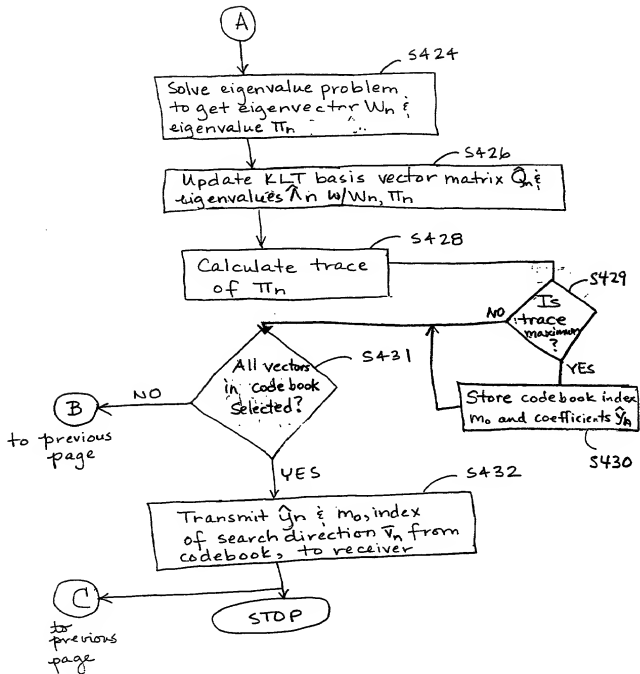 A
S424
Solve eigenvalue problem
to get eigenvector Wn &
eigenvalue πn
S426
Update KLT basis vector matrix Q̂n &
eigenvalues Λ̂n w/Wn, πn
S428
Calculate trace
of πn
S429
Is
trace
maximum
?
NO
YES
Store codebook index
mo and coefficients ŷn
S430
S431
All vectors
in codebook
selected?
NO
B
to previous
page
YES
S432
Transmit ŷn & mo, index
of search direction v̄n from
codebook, to receiver
C
to
previous
page
STOP